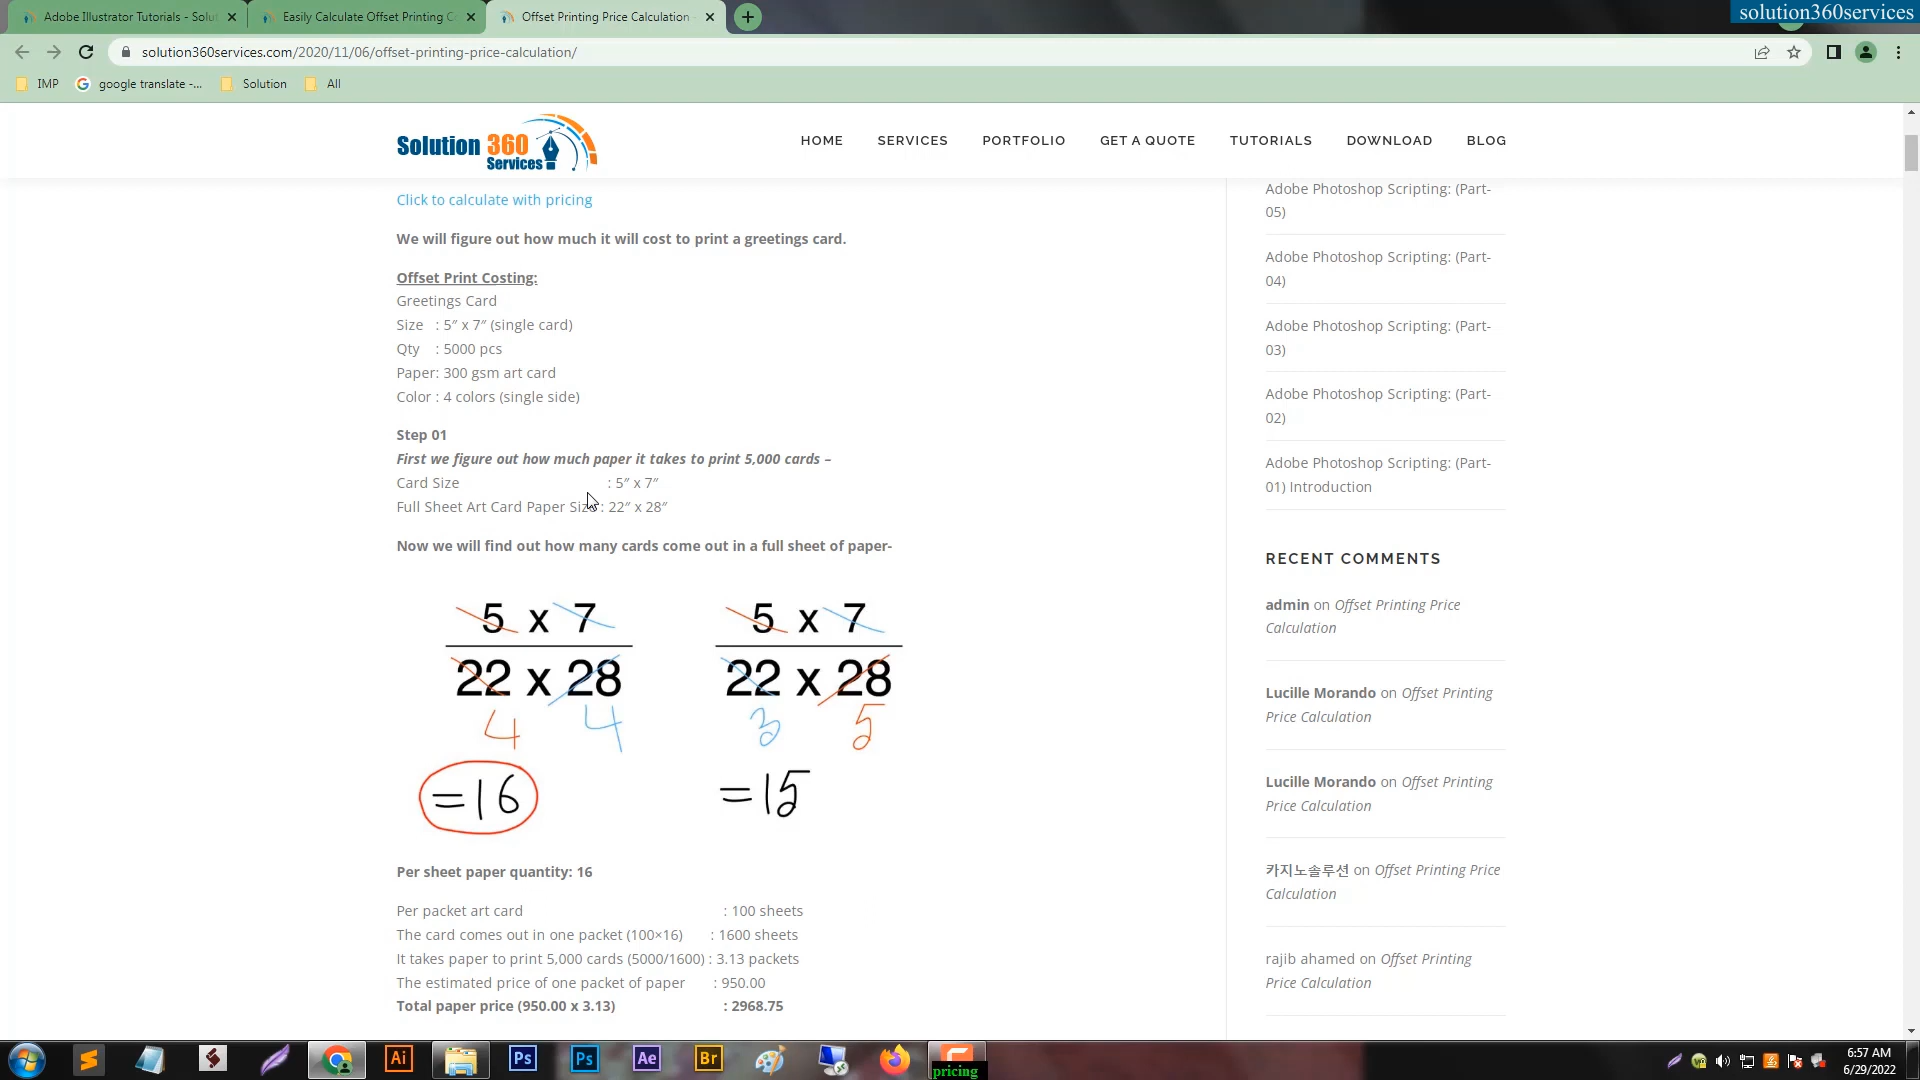 Adobe Illustrator Tutorials - Solut
Easily Calculate Offset Printing C
Offset Printing Price Calculation
solution360services
solution360services.com/2020/11/06/offset-printing-price-calculation/
IMP
google translate -...
Solution
All
Solution 360
Services
HOME
SERVICES
PORTFOLIO
GET A QUOTE
TUTORIALS
DOWNLOAD
BLOG
Click to calculate with pricing
We will figure out how much it will cost to print a greetings card.
Offset Print Costing:
Greetings Card
Size : 5″ x 7″ (single card)
Qty : 5000 pcs
Paper: 300 gsm art card
Color : 4 colors (single side)
Step 01
First we figure out how much paper it takes to print 5,000 cards –
Card Size : 5″ x 7″
Full Sheet Art Card Paper Size : 22″ x 28″
Now we will find out how many cards come out in a full sheet of paper-
5 x 7
22 x 28
4 4
=16
5 x 7
22 x 28
3 5
=15
Per sheet paper quantity: 16
Per packet art card : 100 sheets
The card comes out in one packet (100×16) : 1600 sheets
It takes paper to print 5,000 cards (5000/1600) : 3.13 packets
The estimated price of one packet of paper : 950.00
Total paper price (950.00 x 3.13) : 2968.75
Adobe Photoshop Scripting: (Part-
05)
Adobe Photoshop Scripting: (Part-
04)
Adobe Photoshop Scripting: (Part-
03)
Adobe Photoshop Scripting: (Part-
02)
Adobe Photoshop Scripting: (Part-
01) Introduction
RECENT COMMENTS
admin on Offset Printing Price
Calculation
Lucille Morando on Offset Printing
Price Calculation
Lucille Morando on Offset Printing
Price Calculation
카지노솔루션 on Offset Printing Price
Calculation
rajib ahamed on Offset Printing
Price Calculation
Ai
Ps
Ps
Ae
Br
pricing
6:57 AM
6/29/2022